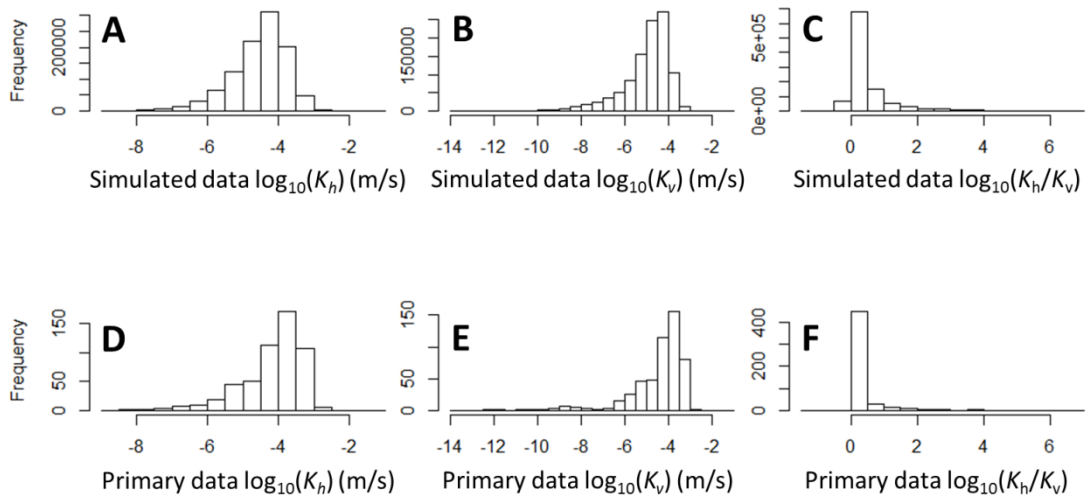 A B C
Frequency
0 200000
0 150000
0e+00 5e+05
-8 -6 -4 -2
-14 -12 -10 -8 -6 -4 -2
0 2 4 6
Simulated data log₁₀(Kₕ) (m/s)
Simulated data log₁₀(Kᵥ) (m/s)
Simulated data log₁₀(Kₕ/Kᵥ)
D E F
Frequency
0 50 150
0 50 150
0 200 400
-8 -6 -4 -2
-14 -12 -10 -8 -6 -4 -2
0 2 4 6
Primary data log₁₀(Kₕ) (m/s)
Primary data log₁₀(Kᵥ) (m/s)
Primary data log₁₀(Kₕ/Kᵥ)